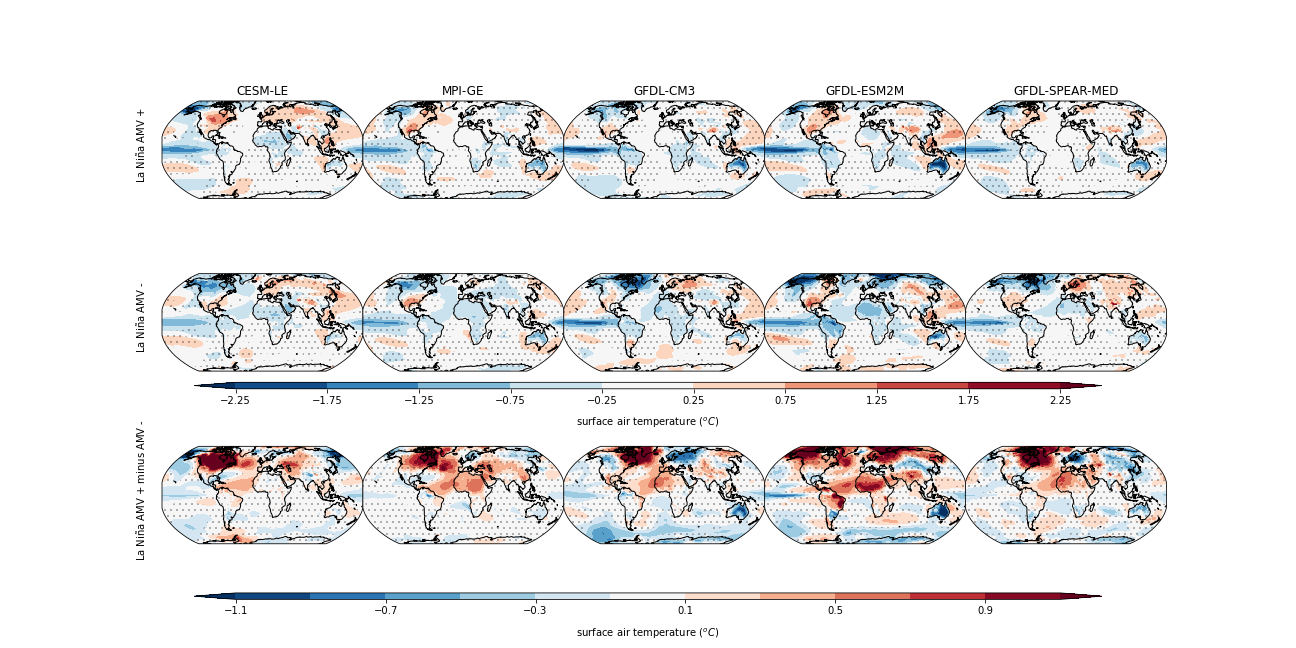 CESM-LE MPI-GE GFDL-CM3 GFDL-ESM2M GFDL-SPEAR-MED
La Niña AMV +
La Niña AMV -
−2.25 −1.75 −1.25 −0.75 −0.25 0.25 0.75 1.25 1.75 2.25
surface air temperature (°C)
La Niña AMV + minus AMV -
−1.1 −0.7 −0.3 0.1 0.5 0.9
surface air temperature (°C)